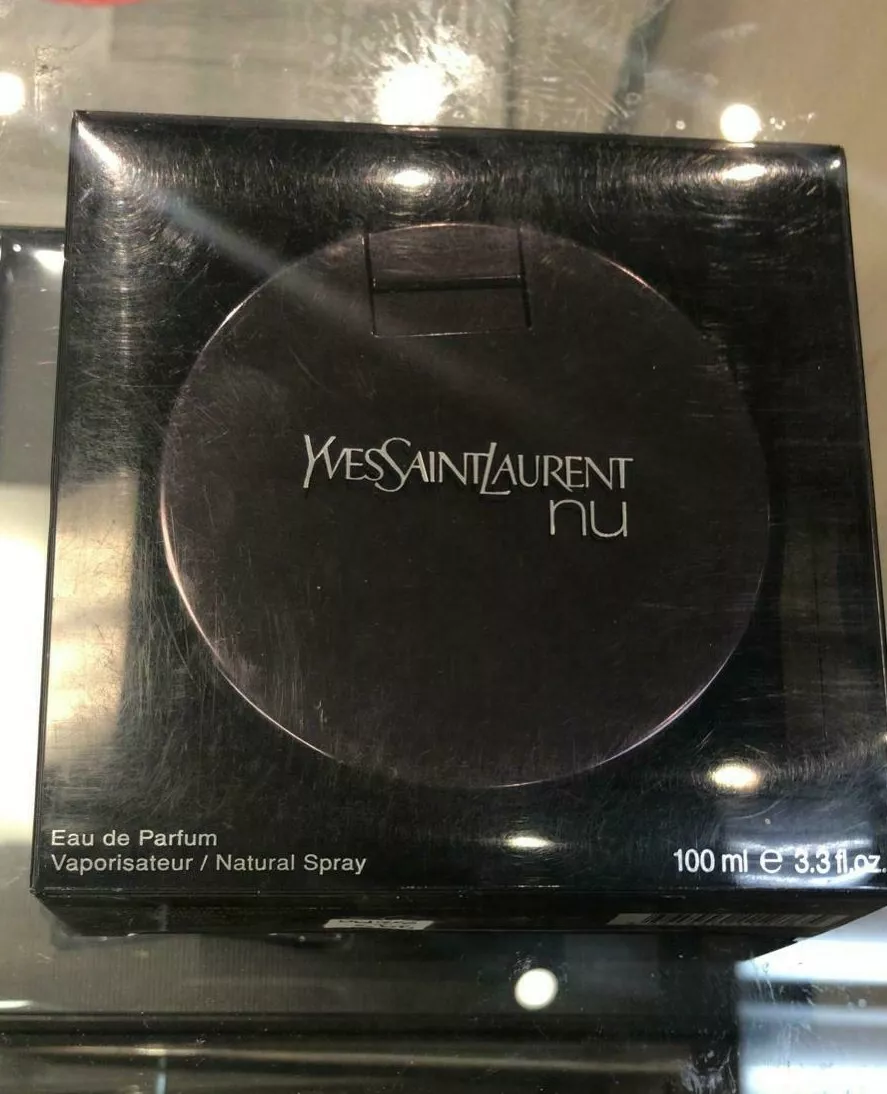 YVESSAINTLAURENT
nu
Eau de Parfum
Vaporisateur / Natural Spray
100 ml e 3.3 fl.oz.